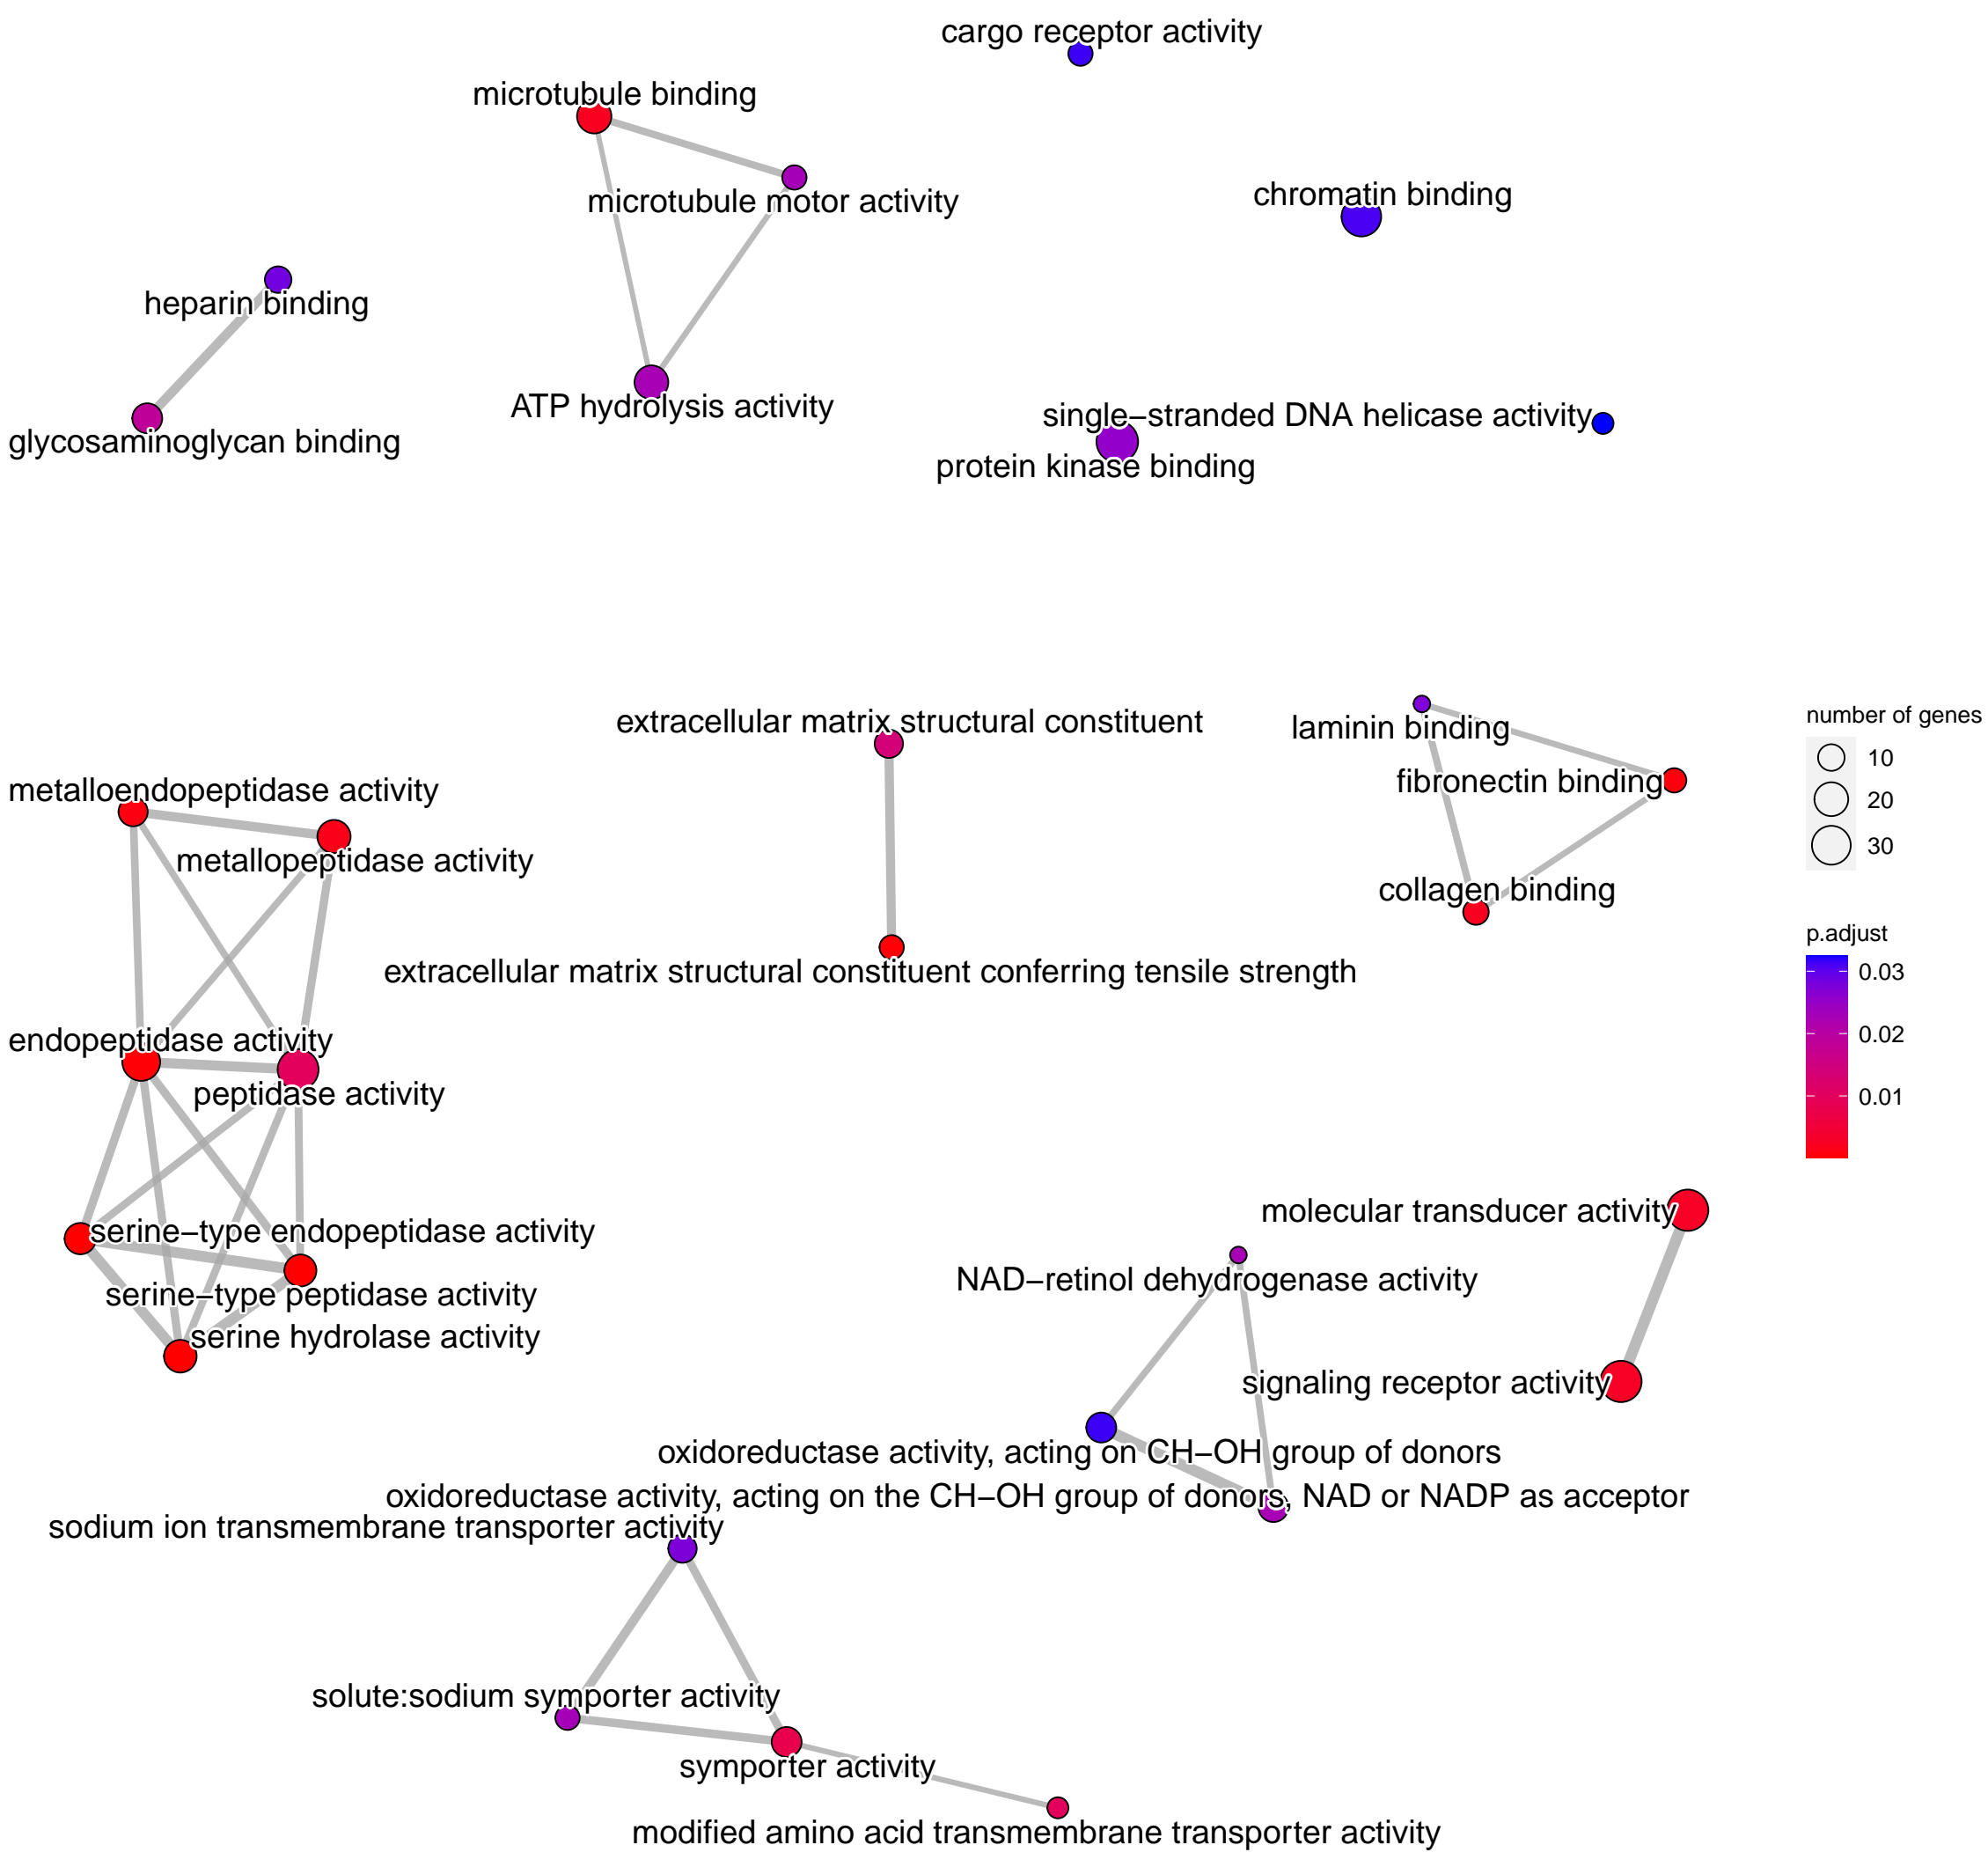 cargo receptor activity
microtubule binding
microtubule motor activity
chromatin binding
heparin binding
ATP hydrolysis activity
single−stranded DNA helicase activity
glycosaminoglycan binding
protein kinase binding
extracellular matrix structural constituent
laminin binding
number of genes
10
20
30
metalloendopeptidase activity
fibronectin binding
metallopeptidase activity
collagen binding
extracellular matrix structural constituent conferring tensile strength
p.adjust
0.03
0.02
0.01
endopeptidase activity
peptidase activity
serine−type endopeptidase activity
molecular transducer activity
NAD−retinol dehydrogenase activity
serine−type peptidase activity
serine hydrolase activity
signaling receptor activity
oxidoreductase activity, acting on CH−OH group of donors
oxidoreductase activity, acting on the CH−OH group of donors, NAD or NADP as acceptor
sodium ion transmembrane transporter activity
solute:sodium symporter activity
symporter activity
modified amino acid transmembrane transporter activity